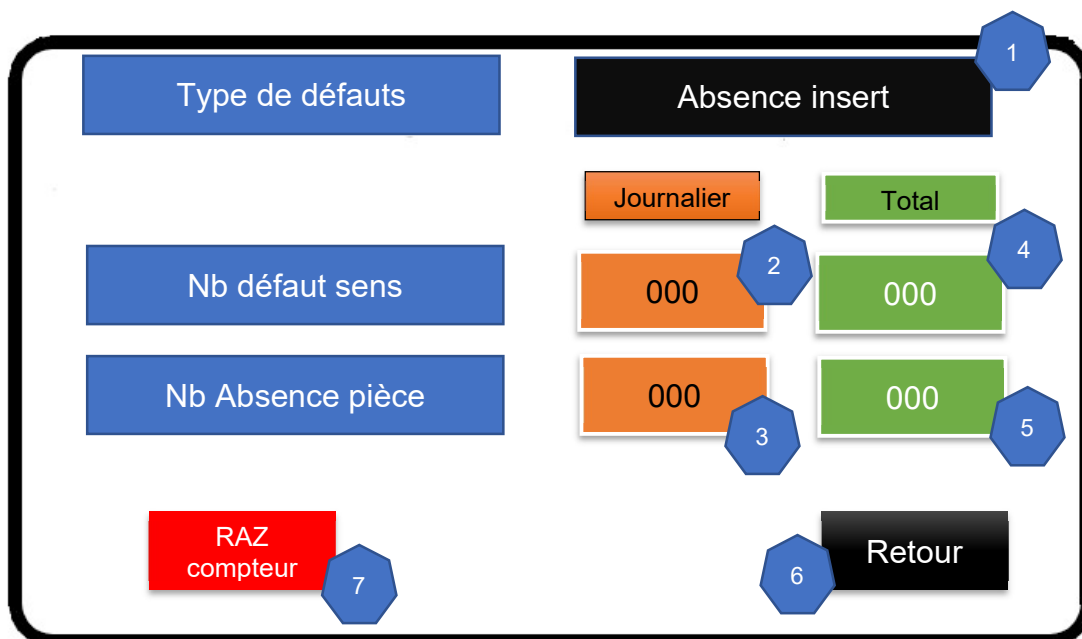 1
Type de défauts
Absence insert
Journalier
Total
2
4
Nb défaut sens
000
000
Nb Absence pièce
000
000
3
5
RAZ
compteur
7
6
Retour